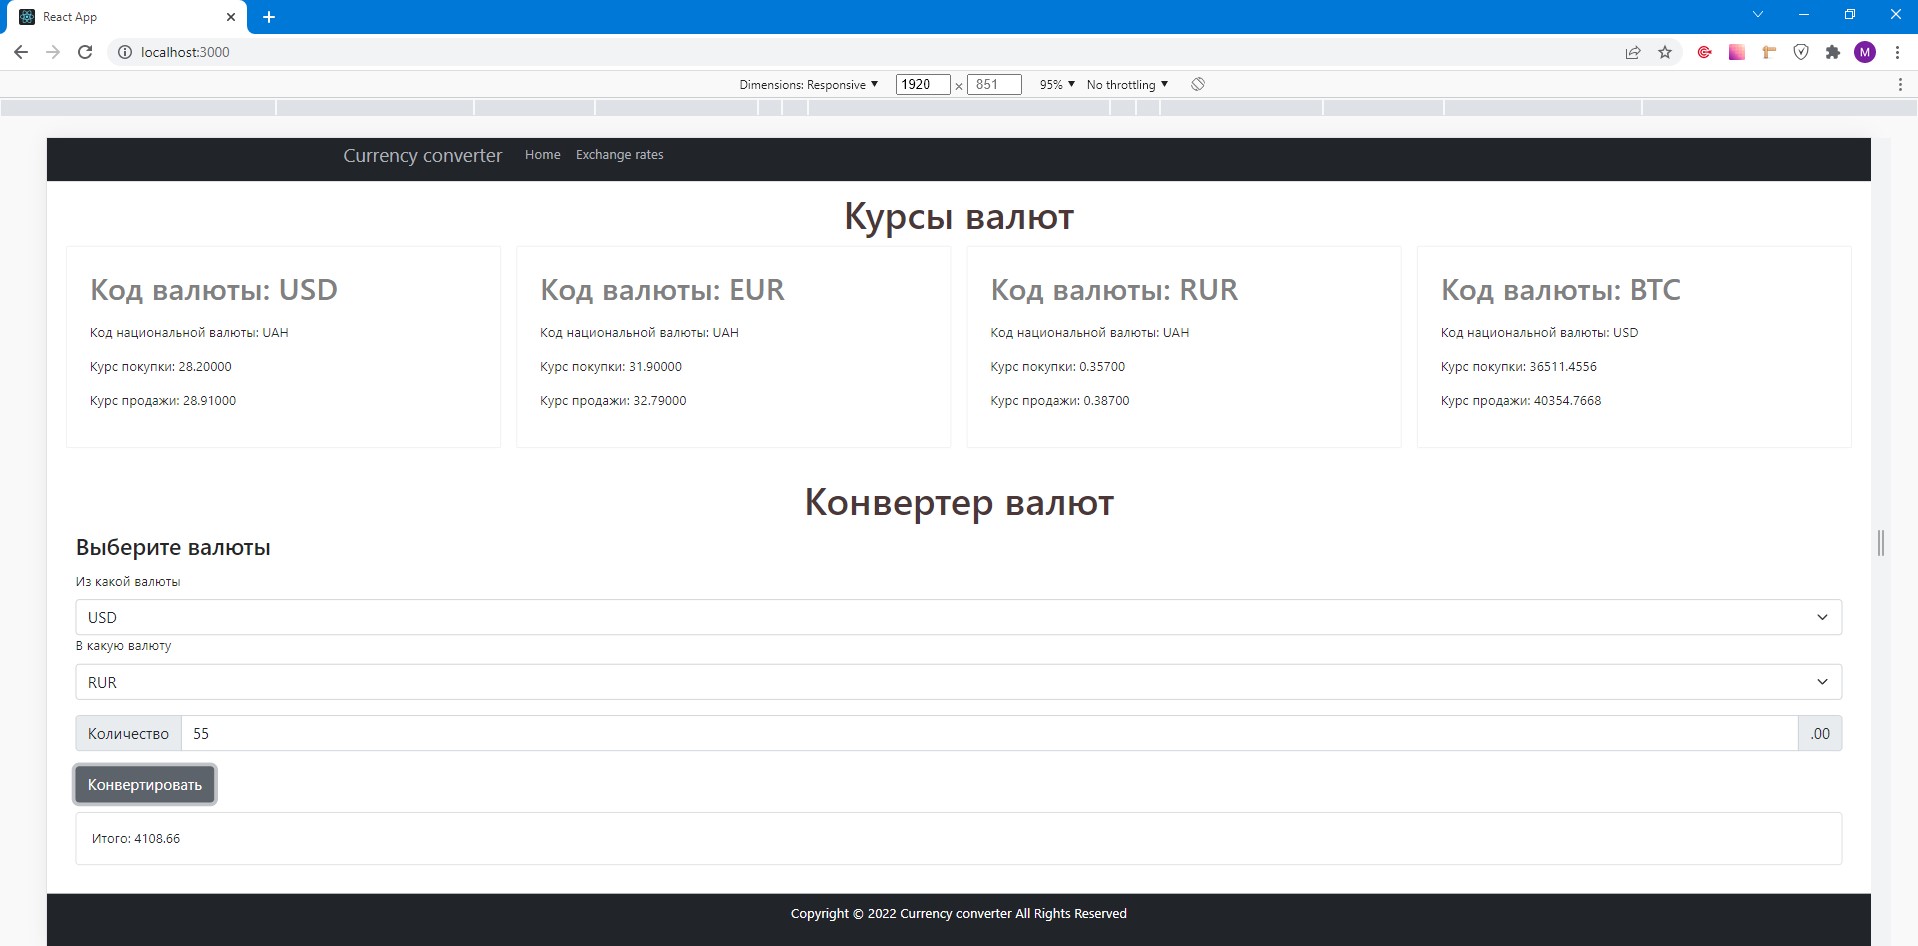 React App
localhost:3000
M
Dimensions: Responsive 1920 × 851 95% No throttling
Currency converter Home Exchange rates
Курсы валют
Код валюты: USD
Код национальной валюты: UAH
Курс покупки: 28.20000
Курс продажи: 28.91000
Код валюты: EUR
Код национальной валюты: UAH
Курс покупки: 31.90000
Курс продажи: 32.79000
Код валюты: RUR
Код национальной валюты: UAH
Курс покупки: 0.35700
Курс продажи: 0.38700
Код валюты: BTC
Код национальной валюты: USD
Курс покупки: 36511.4556
Курс продажи: 40354.7668
Конвертер валют
Выберите валюты
Из какой валюты
USD
В какую валюту
RUR
Количество 55 .00
Конвертировать
Итого: 4108.66
Copyright © 2022 Currency converter All Rights Reserved